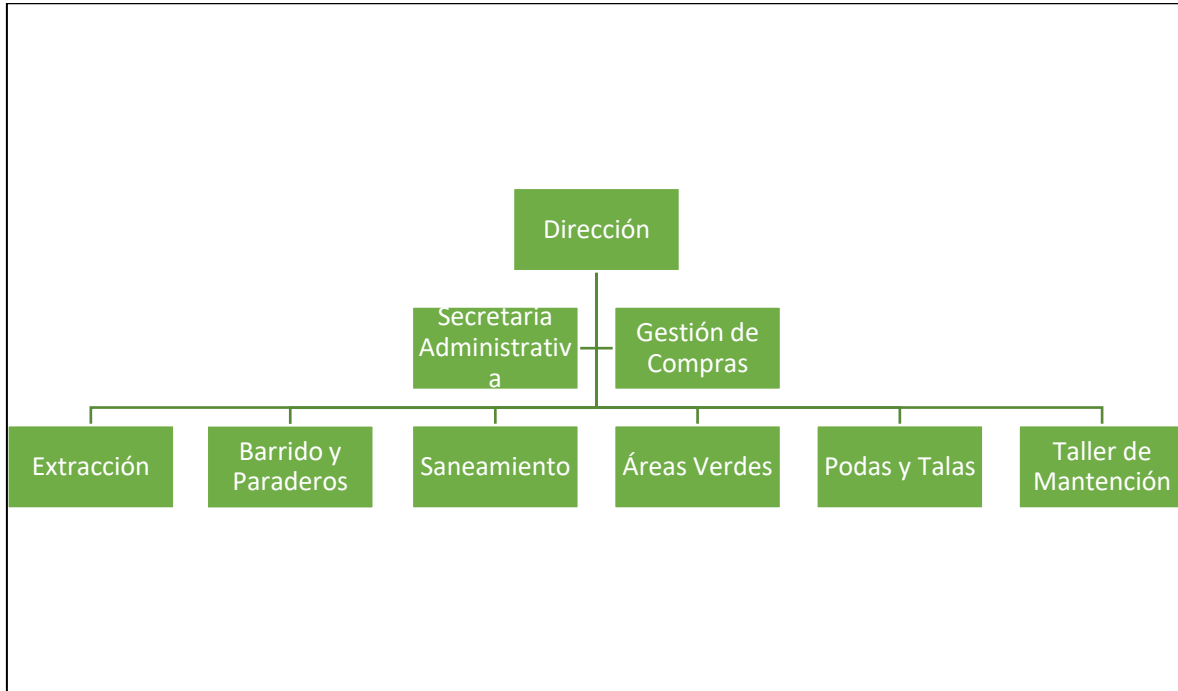 Dirección
Secretaria
Administrativ
a
Gestión de
Compras
Extracción
Barrido y
Paraderos
Saneamiento
Áreas Verdes
Podas y Talas
Taller de
Mantención